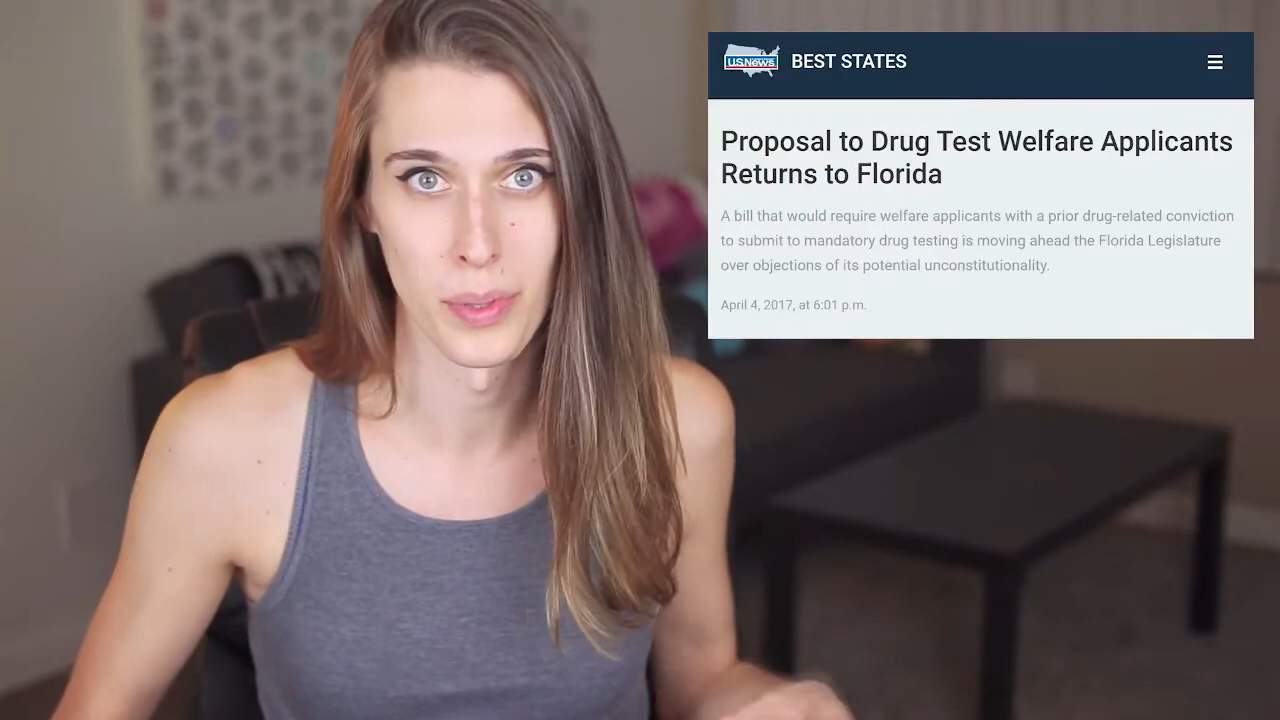 U.S.News
BEST STATES
Proposal to Drug Test Welfare Applicants
Returns to Florida
A bill that would require welfare applicants with a prior drug-related conviction
to submit to mandatory drug testing is moving ahead the Florida Legislature
over objections of its potential unconstitutionality.
April 4, 2017, at 6:01 p.m.